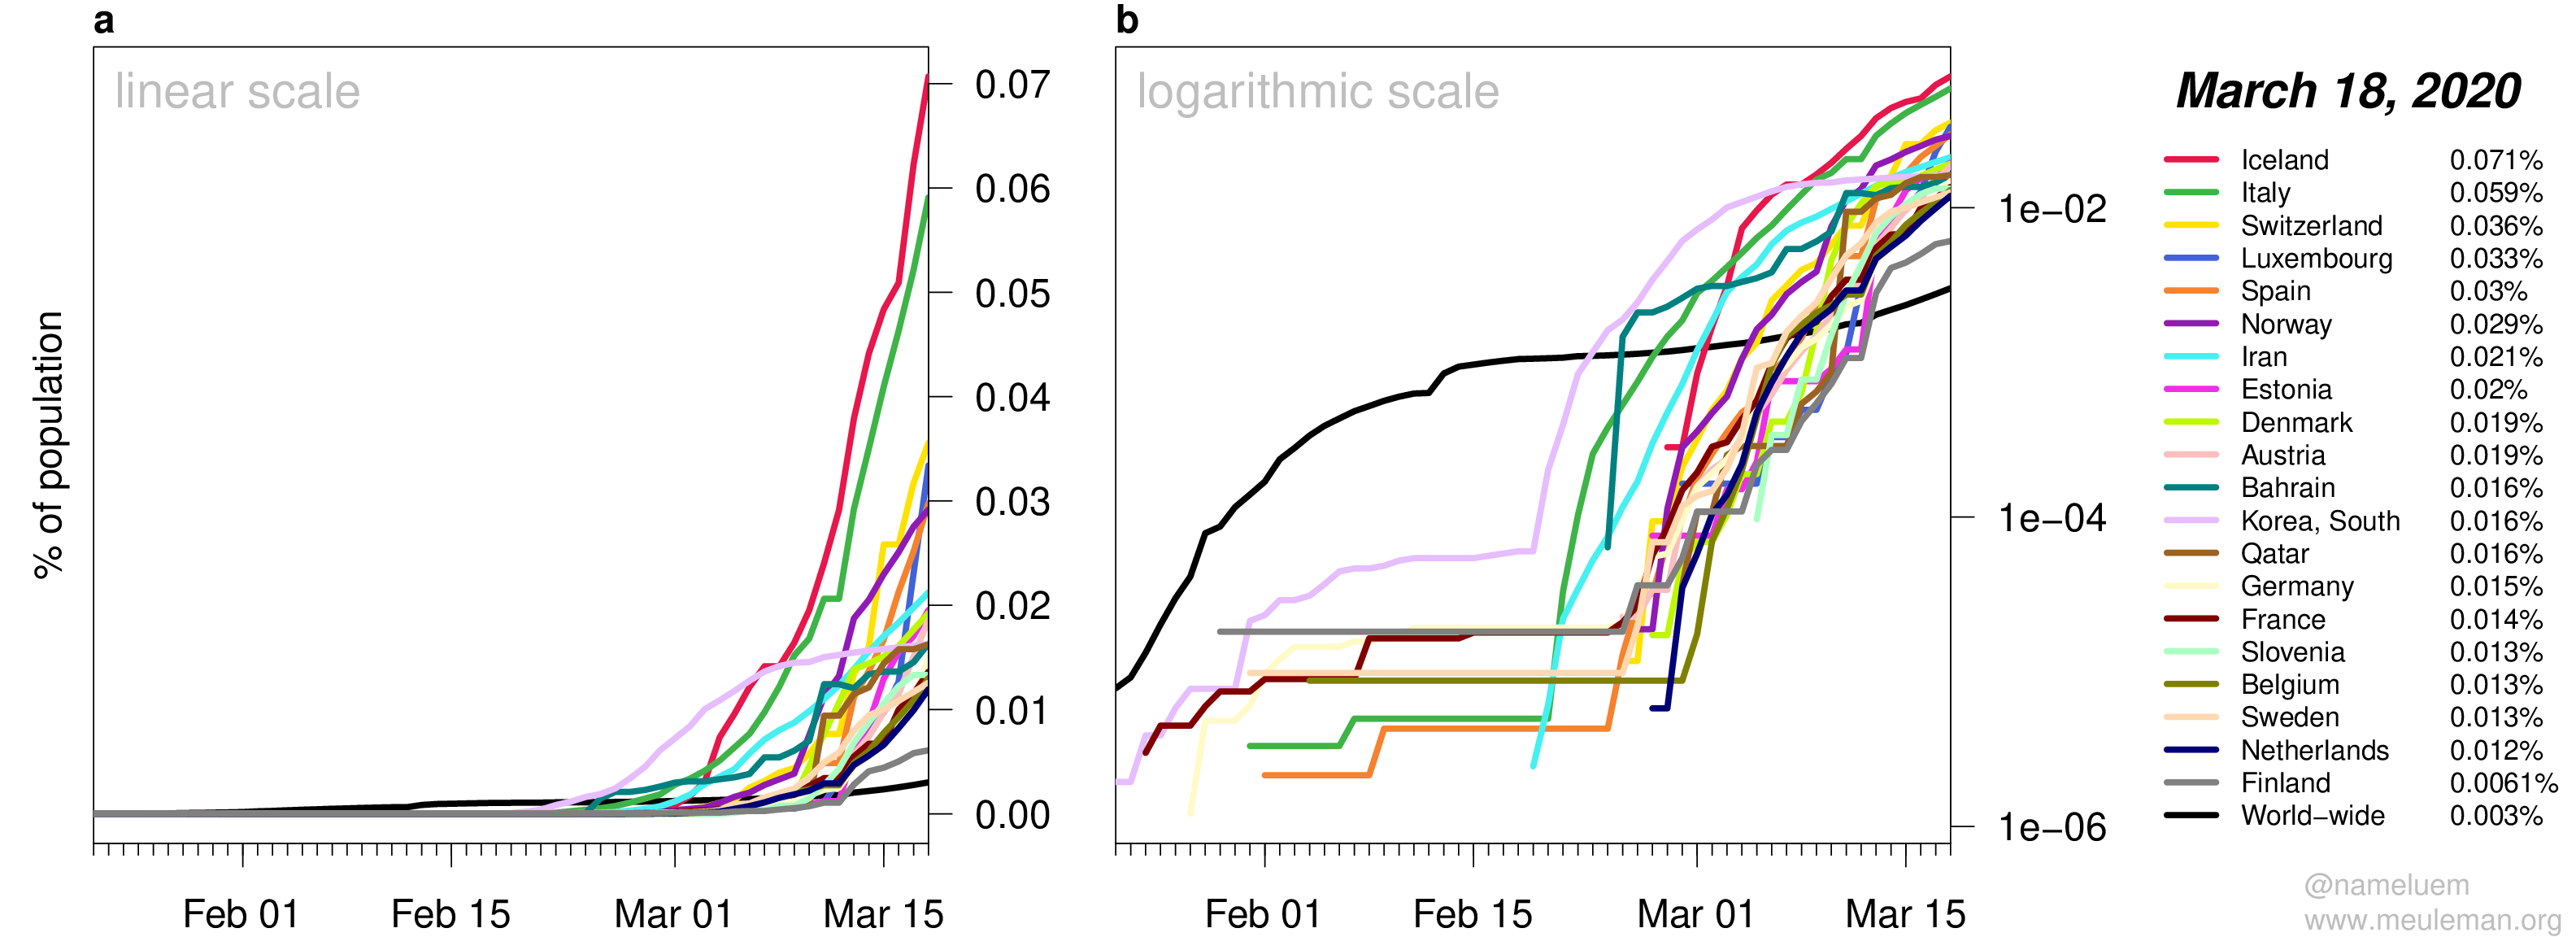 a
linear scale
% of population
0.07
0.06
0.05
0.04
0.03
0.02
0.01
0.00
Feb 01 Feb 15 Mar 01 Mar 15
b
logarithmic scale
1e−02
1e−04
1e−06
Feb 01 Feb 15 Mar 01 Mar 15
March 18, 2020
Iceland 0.071%
Italy 0.059%
Switzerland 0.036%
Luxembourg 0.033%
Spain 0.03%
Norway 0.029%
Iran 0.021%
Estonia 0.02%
Denmark 0.019%
Austria 0.019%
Bahrain 0.016%
Korea, South 0.016%
Qatar 0.016%
Germany 0.015%
France 0.014%
Slovenia 0.013%
Belgium 0.013%
Sweden 0.013%
Netherlands 0.012%
Finland 0.0061%
World−wide 0.003%
@nameluem
www.meuleman.org